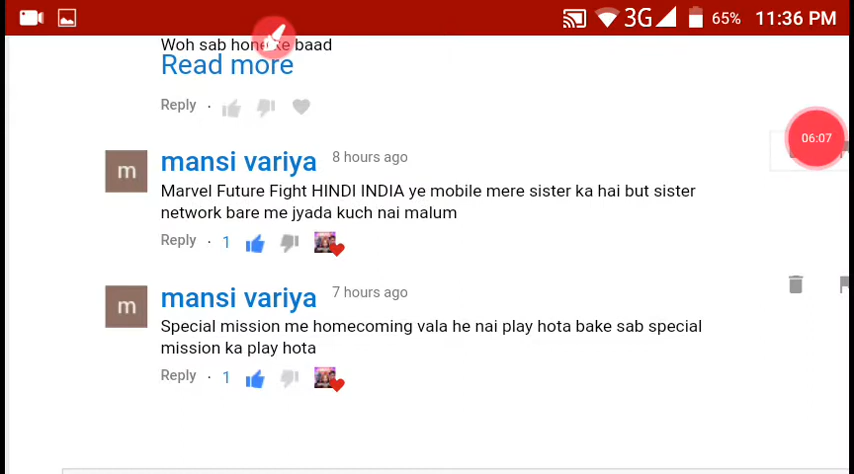 3G 65% 11:36 PM
Woh sab hone ke baad
Read more
Reply ·
06:07
m
mansi variya 8 hours ago
Marvel Future Fight HINDI INDIA ye mobile mere sister ka hai but sister
network bare me jyada kuch nai malum
Reply · 1
m
mansi variya 7 hours ago
Special mission me homecoming vala he nai play hota bake sab special
mission ka play hota
Reply · 1